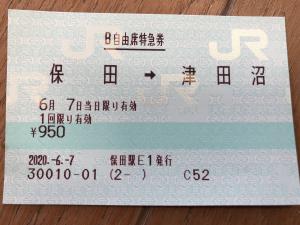 B自由席特急券
保田 → 津田沼
6月 7日当日限り有効
1回限り有効
¥950
2020.-6.-7 保田駅E1発行
30010-01 (2- ) C52